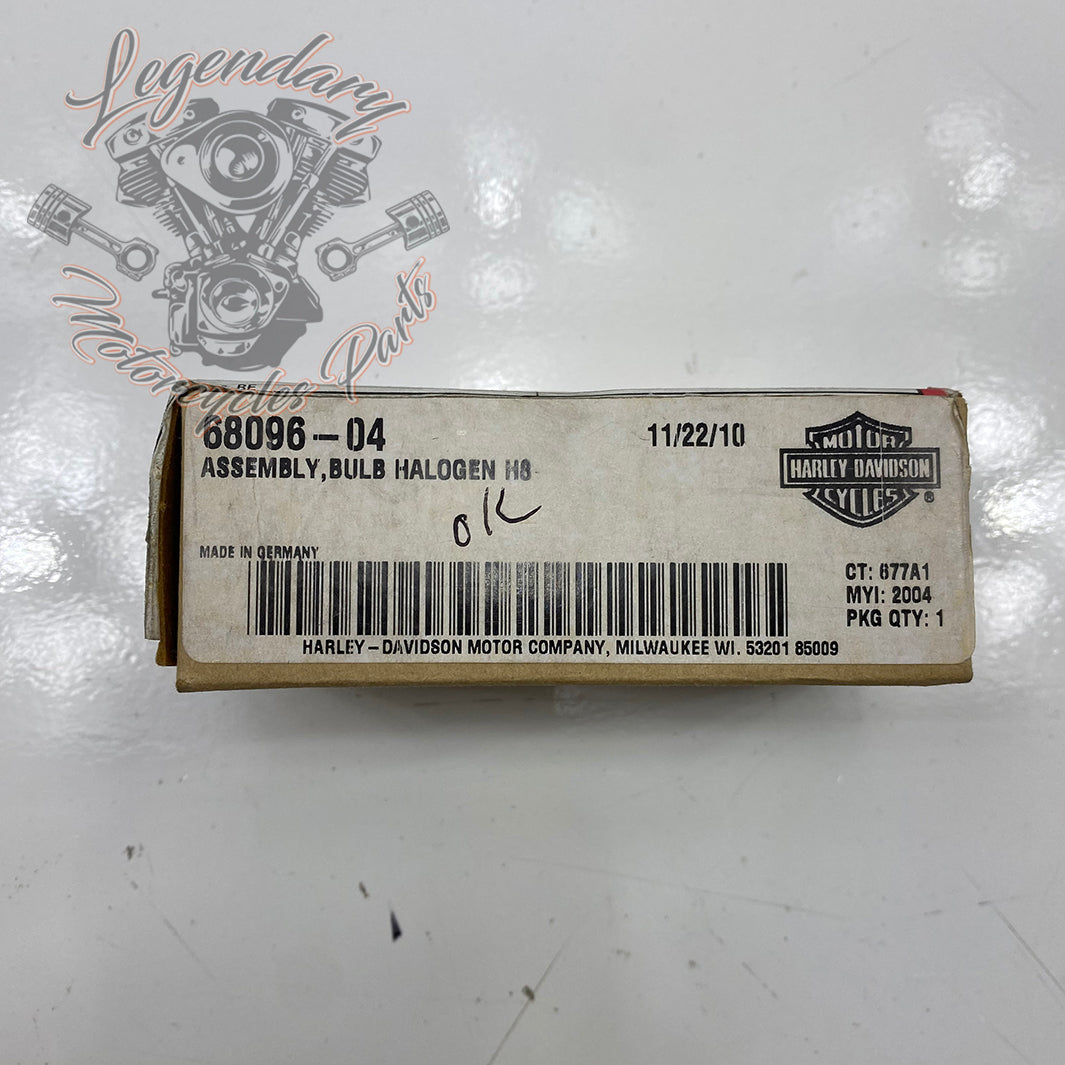 Legendary
Motorcycles Parts
RE
68096-04
11/22/10
ASSEMBLY,BULB HALOGEN H8
OK
MOTOR
HARLEY-DAVIDSON
CYCLES
®
MADE IN GERMANY
CT: 677A1
MYI: 2004
PKG QTY: 1
HARLEY-DAVIDSON MOTOR COMPANY, MILWAUKEE WI. 53201 85009